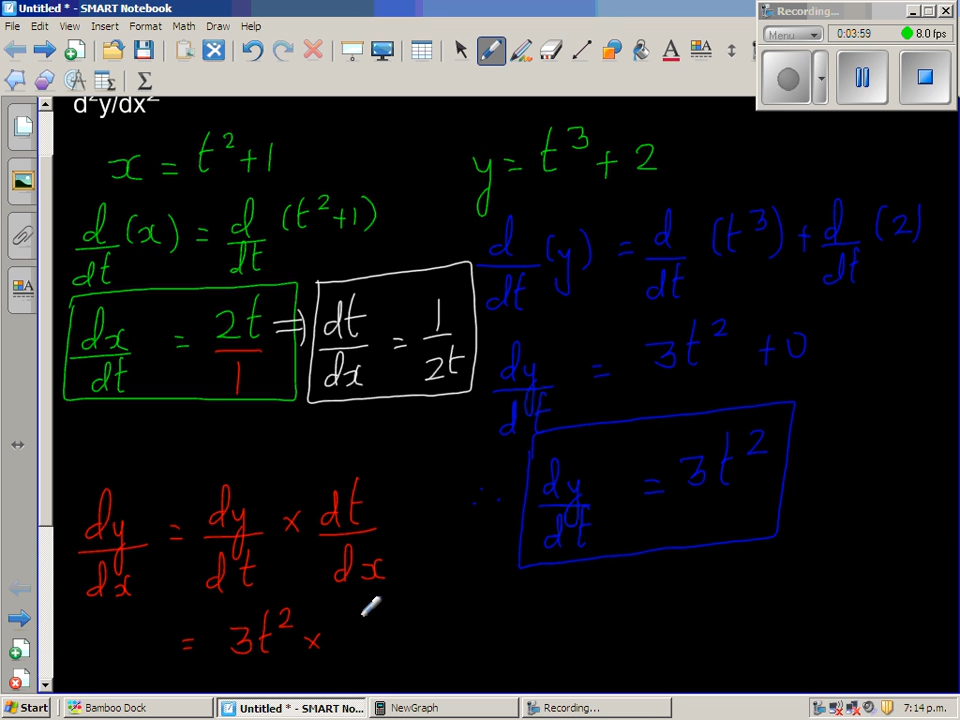 Untitled * - SMART Notebook
File Edit View Insert Format Math Draw Help
Recording...
Menu 0:03:59 8.0 fps
d²y/dx²
x = t² + 1
y = t³ + 2
d/dt (x) = d/dt (t²+1)
d/dt (y) = d/dt (t³) + d/dt (2)
dx/dt = 2t/1 ⇒ dt/dx = 1/2t
dy/dt = 3t² + 0
∴ dy/dt = 3t²
dy/dx = dy/dt × dt/dx
= 3t² ×
Start Bamboo Dock Untitled * - SMART No... NewGraph Recording... 7:14 p.m.